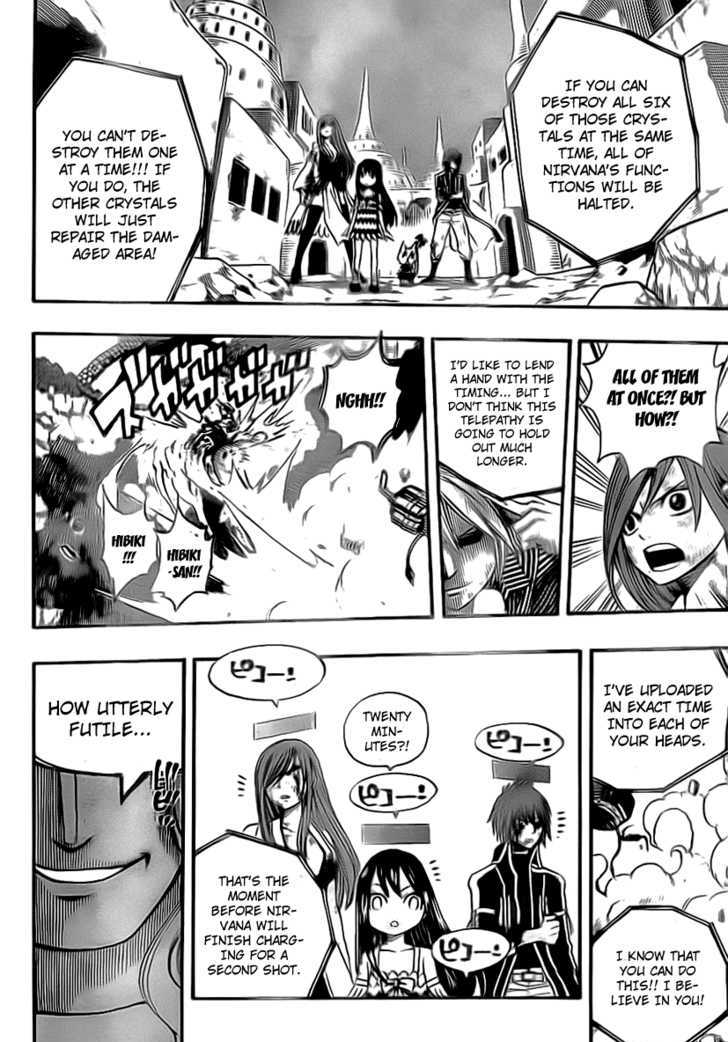 IF YOU CAN
DESTROY ALL SIX
OF THOSE CRYS-
TALS AT THE SAME
TIME, ALL OF
NIRVANA'S FUNC-
TIONS WILL BE
HALTED.
YOU CAN'T DE-
STROY THEM ONE
AT A TIME!!! IF
YOU DO, THE
OTHER CRYSTALS
WILL JUST
REPAIR THE DAM-
AGED AREA!
ALL OF THEM
AT ONCE?! BUT
HOW?!
I'D LIKE TO LEND
A HAND WITH THE
TIMING... BUT I
DON'T THINK THIS
TELEPATHY IS
GOING TO HOLD
OUT MUCH
LONGER.
NGHH!!
HIBIKI
-SAN!!
HIBIKI
!!!
I'VE UPLOADED
AN EXACT TIME
INTO EACH OF
YOUR HEADS.
I KNOW THAT
YOU CAN DO
THIS!! I BE-
LIEVE IN YOU!
ピコー!
TWENTY
MIN-
UTES?!
ピコー!
ピコー!
ピコー!
THAT'S THE
MOMENT
BEFORE NIR-
VANA WILL
FINISH CHARG-
ING FOR A
SECOND SHOT.
HOW UTTERLY
FUTILE...